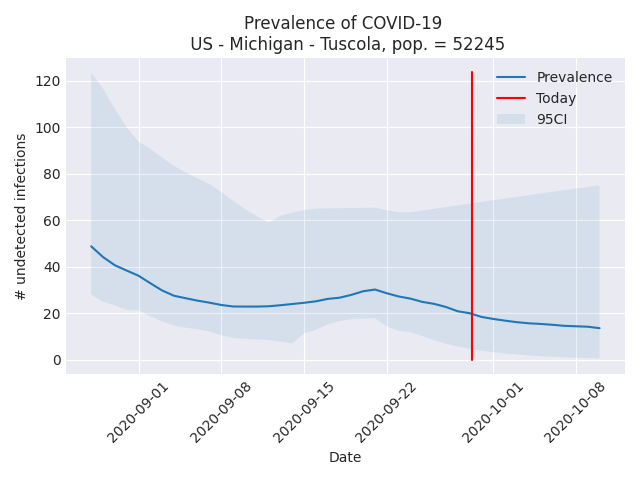 Prevalence of COVID-19
US - Michigan - Tuscola, pop. = 52245
Prevalence
Today
95CI
# undetected infections
120
100
80
60
40
20
0
2020-09-01
2020-09-08
2020-09-15
2020-09-22
2020-10-01
2020-10-08
Date